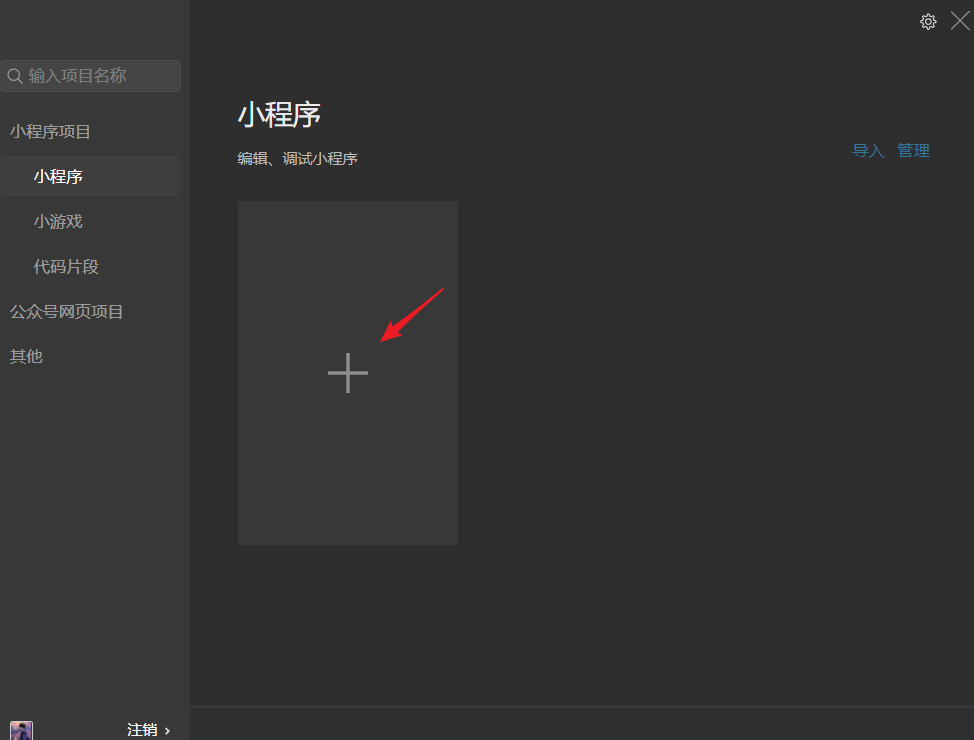 输入项目名称
小程序项目
小程序
小游戏
代码片段
公众号网页项目
其他
注销
小程序
编辑、调试小程序
导入 管理